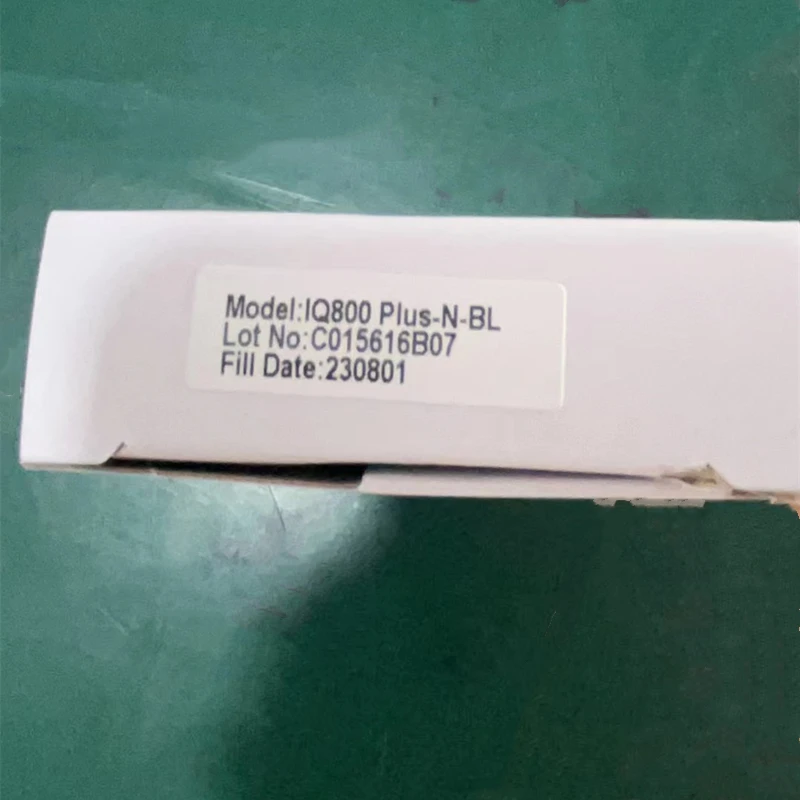 Model:IQ800 Plus-N-BL
Lot No:C015616B07
Fill Date:230801